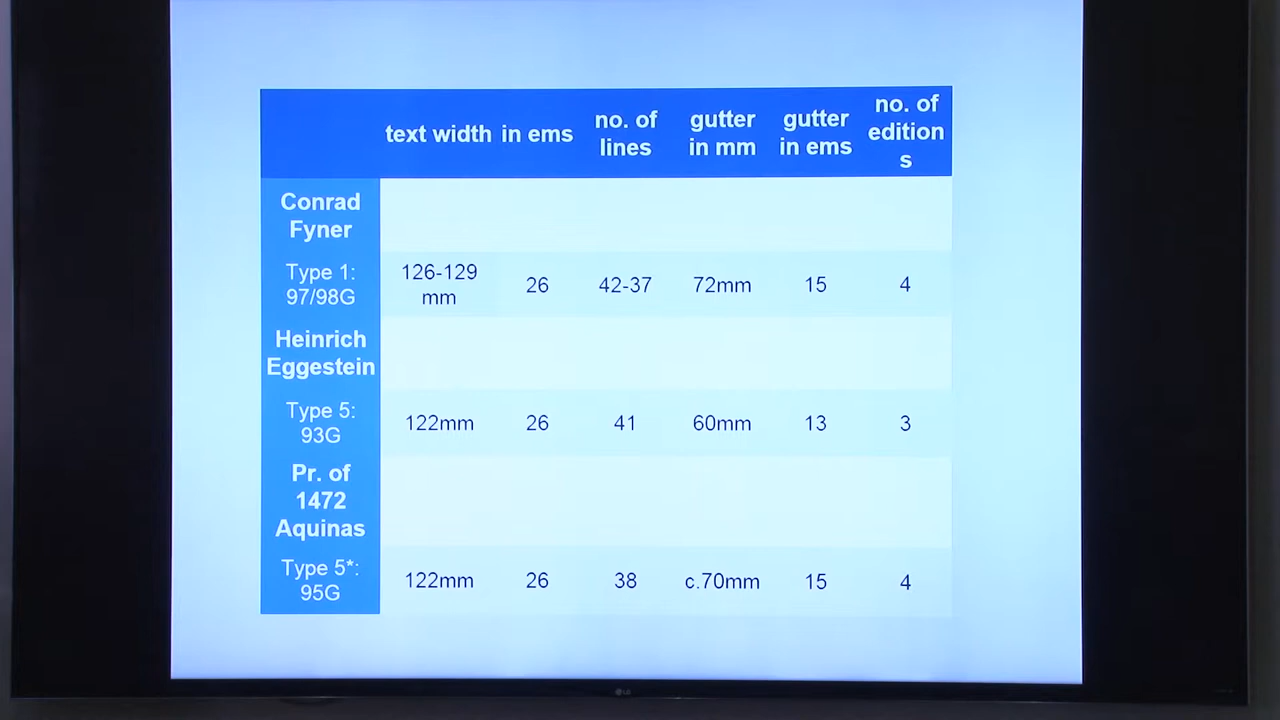 text width in ems no. of lines gutter in mm gutter in ems no. of edition s
Conrad
Fyner
Type 1:
97/98G
126-129
mm
26
42-37
72mm
15
4
Heinrich
Eggestein
Type 5:
93G
122mm
26
41
60mm
13
3
Pr. of
1472
Aquinas
Type 5*:
95G
122mm
26
38
c.70mm
15
4
LG